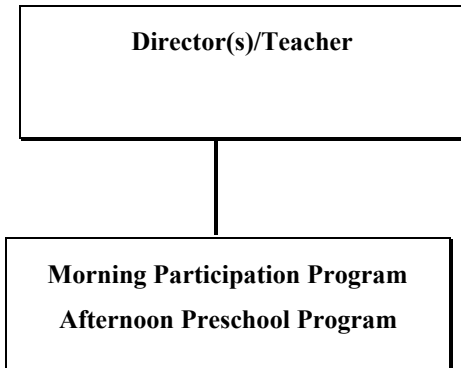 Director(s)/Teacher
Morning Participation Program
Afternoon Preschool Program